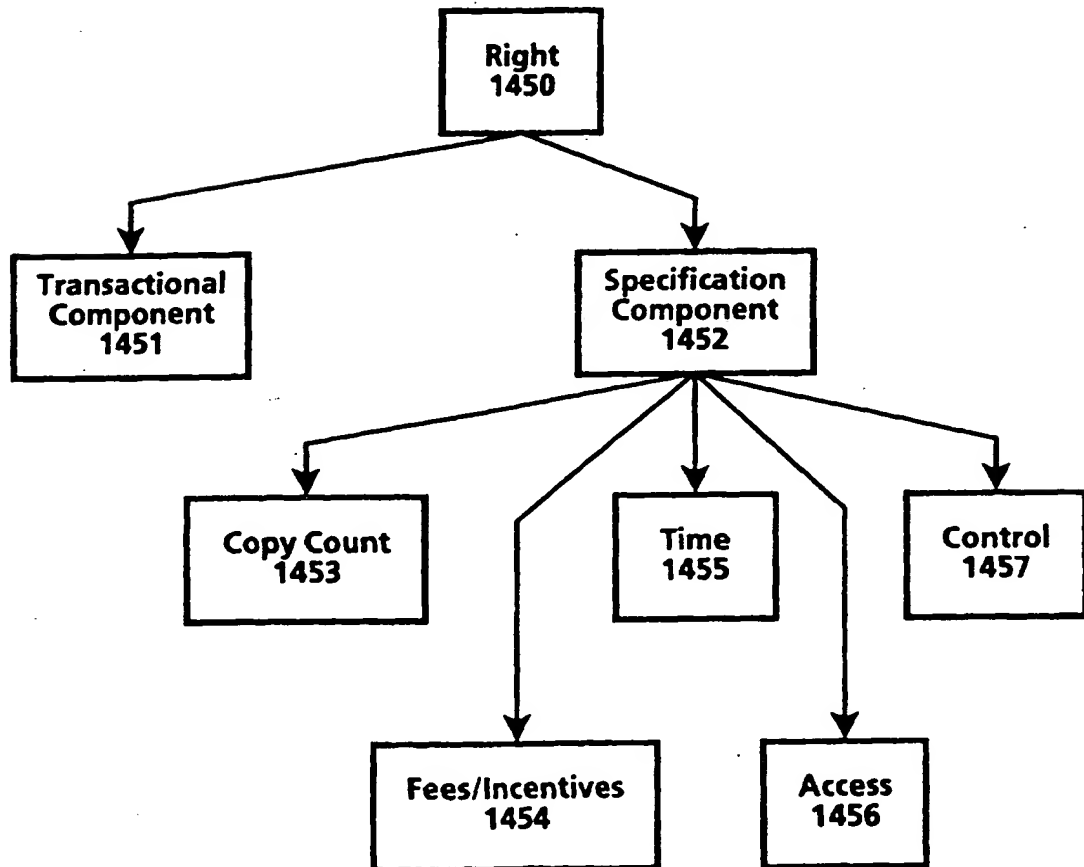 Right
1450
Transactional
Component
1451
Specification
Component
1452
Copy Count
1453
Time
1455
Control
1457
Fees/Incentives
1454
Access
1456